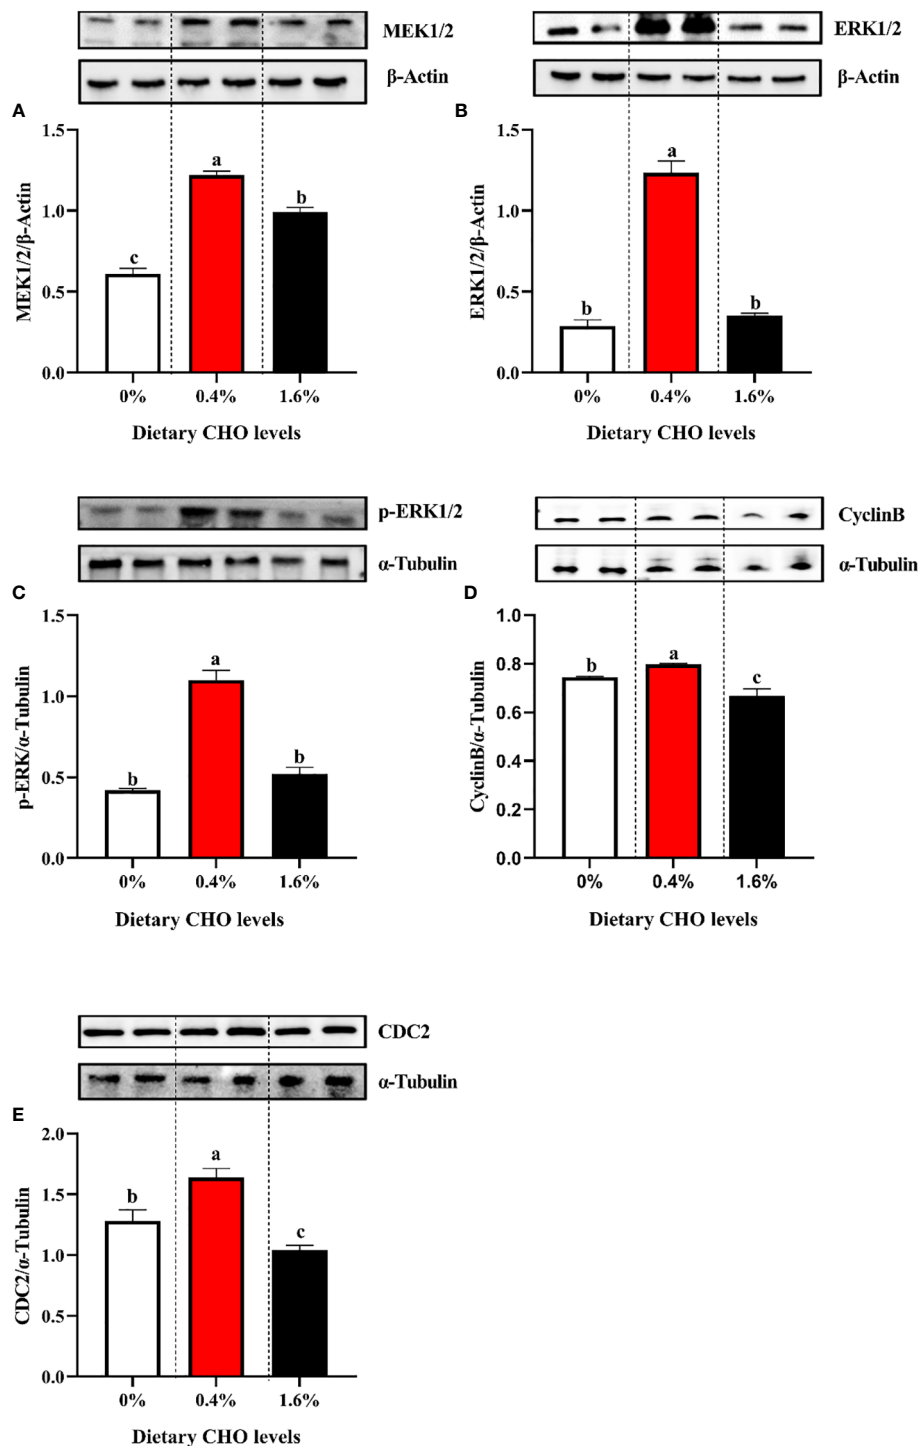 MEK1/2
β-Actin
A
1.5
1.0
0.5
0.0
MEK1/2/β-Actin
c
a
b
0%
0.4%
1.6%
Dietary CHO levels
ERK1/2
β-Actin
B
1.5
1.0
0.5
0.0
ERK1/2/β-Actin
b
a
b
0%
0.4%
1.6%
Dietary CHO levels
p-ERK1/2
α-Tubulin
C
1.5
1.0
0.5
0.0
p-ERK/α-Tubulin
b
a
b
0%
0.4%
1.6%
Dietary CHO levels
CyclinB
α-Tubulin
D
1.0
0.8
0.6
0.4
0.2
0.0
CyclinB/α-Tubulin
b
a
c
0%
0.4%
1.6%
Dietary CHO levels
CDC2
α-Tubulin
E
2.0
1.5
1.0
0.5
0.0
CDC2/α-Tubulin
b
a
c
0%
0.4%
1.6%
Dietary CHO levels